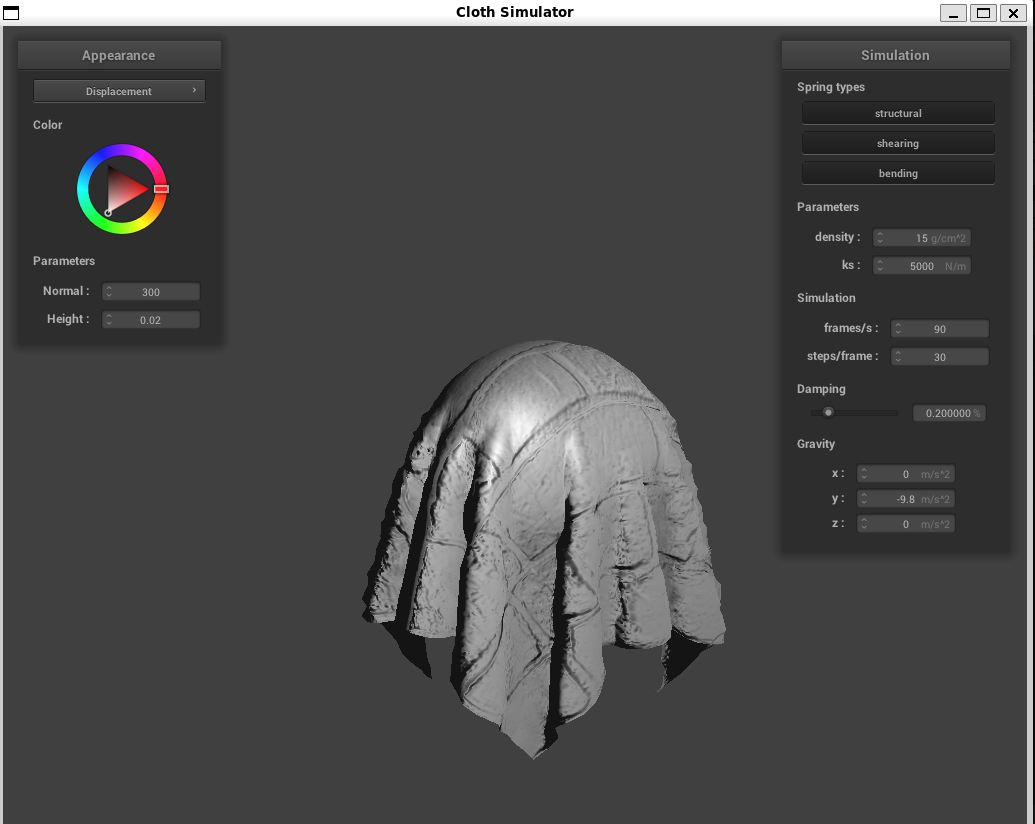 Cloth Simulator
Appearance
Displacement
Color
Parameters
Normal : 300
Height : 0.02
Simulation
Spring types
structural
shearing
bending
Parameters
density : 15 g/cm^2
ks : 5000 N/m
Simulation
frames/s : 90
steps/frame : 30
Damping
0.200000 %
Gravity
x : 0 m/s^2
y : -9.8 m/s^2
z : 0 m/s^2